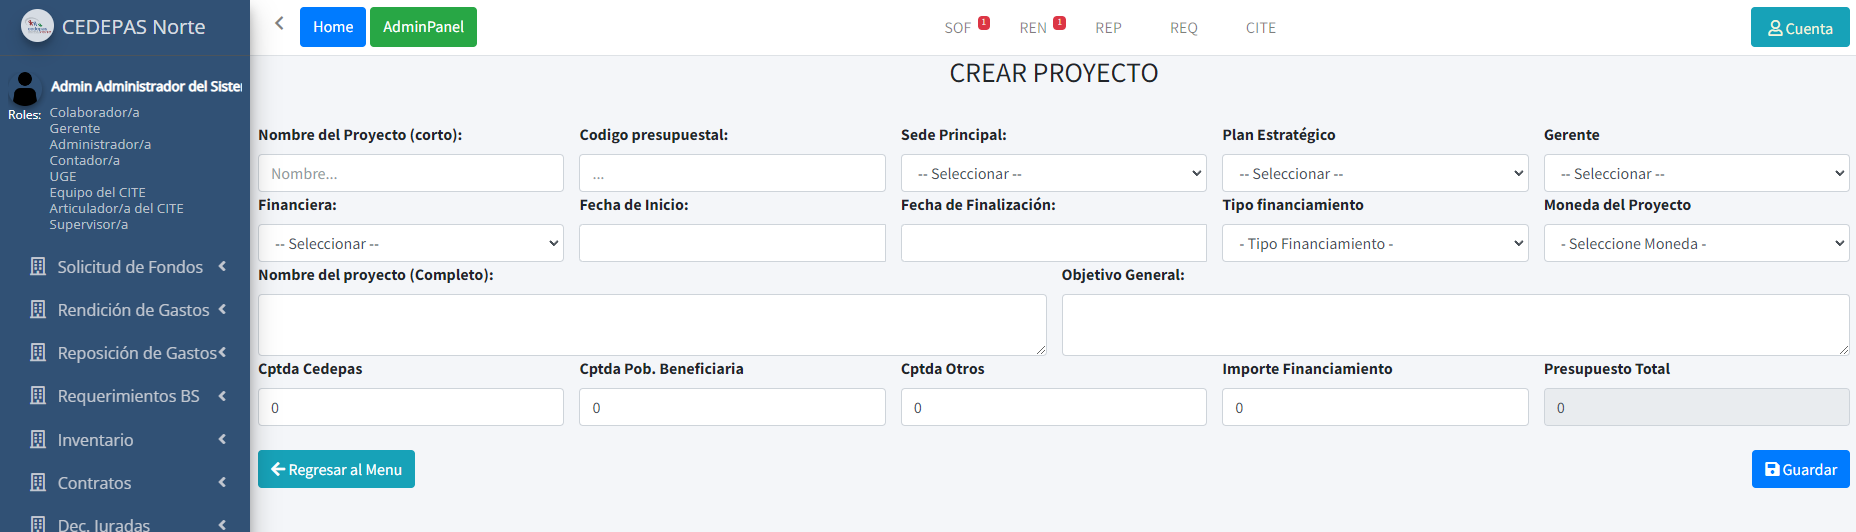 CEDEPAS Norte
Admin Administrador del Sister
Roles:
Colaborador/a
Gerente
Administrador/a
Contador/a
UGE
Equipo del CITE
Articulador/a del CITE
Supervisor/a
Solicitud de Fondos
Rendición de Gastos
Reposición de Gastos
Requerimientos BS
Inventario
Contratos
Dec. Juradas
Home AdminPanel SOF 1 REN 1 REP REQ CITE Cuenta
CREAR PROYECTO
Nombre del Proyecto (corto): Codigo presupuestal: Sede Principal: Plan Estratégico Gerente
Nombre... ... -- Seleccionar -- -- Seleccionar -- -- Seleccionar --
Financiera: Fecha de Inicio: Fecha de Finalización: Tipo financiamiento Moneda del Proyecto
-- Seleccionar -- - Tipo Financiamiento - - Seleccione Moneda -
Nombre del proyecto (Completo): Objetivo General:
Cptda Cedepas Cptda Pob. Beneficiaria Cptda Otros Importe Financiamiento Presupuesto Total
0 0 0 0 0
Regresar al Menu Guardar